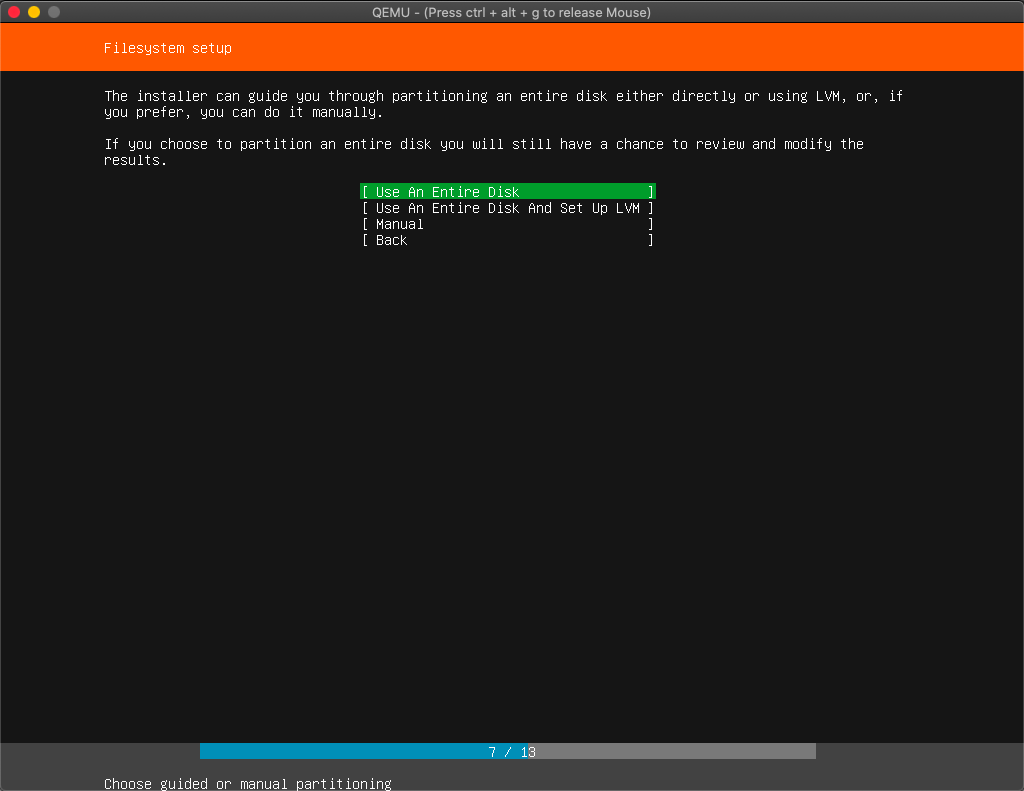 QEMU - (Press ctrl + alt + g to release Mouse)
Filesystem setup
The installer can guide you through partitioning an entire disk either directly or using LVM, or, if
you prefer, you can do it manually.
If you choose to partition an entire disk you will still have a chance to review and modify the
results.
[ Use An Entire Disk ]
[ Use An Entire Disk And Set Up LVM ]
[ Manual ]
[ Back ]
7 / 13
Choose guided or manual partitioning